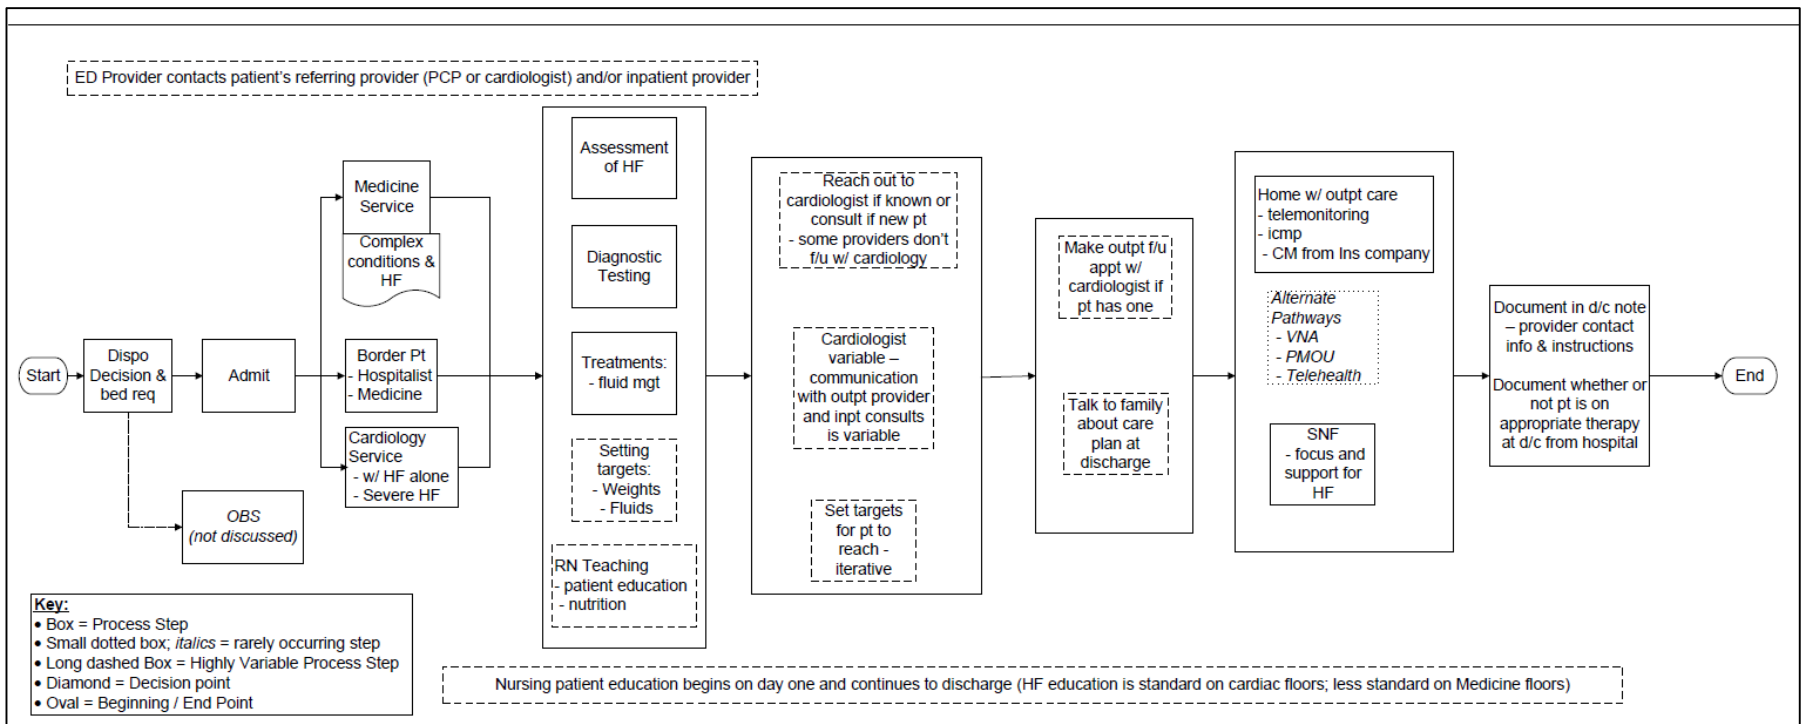 ED Provider contacts patient's referring provider (PCP or cardiologist) and/or inpatient provider
Start
Dispo
Decision &
bed req
Admit
OBS
(not discussed)
Medicine
Service
Complex
conditions &
HF
Border Pt
- Hospitalist
- Medicine
Cardiology
Service
- w/ HF alone
- Severe HF
Assessment
of HF
Diagnostic
Testing
Treatments:
- fluid mgt
Setting
targets:
- Weights
- Fluids
RN Teaching
- patient education
- nutrition
Reach out to
cardiologist if known or
consult if new pt
- some providers don't
f/u w/ cardiology
Cardiologist
variable –
communication
with outpt provider
and inpt consults
is variable
Set targets
for pt to
reach -
iterative
Make outpt f/u
appt w/
cardiologist if
pt has one
Talk to family
about care
plan at
discharge
Home w/ outpt care
- telemonitoring
- icmp
- CM from Ins company
Alternate
Pathways
- VNA
- PMOU
- Telehealth
SNF
- focus and
support for
HF
Document in d/c note
– provider contact
info & instructions
Document whether or
not pt is on
appropriate therapy
at d/c from hospital
End
Key:
• Box = Process Step
• Small dotted box; italics = rarely occurring step
• Long dashed Box = Highly Variable Process Step
• Diamond = Decision point
• Oval = Beginning / End Point
Nursing patient education begins on day one and continues to discharge (HF education is standard on cardiac floors; less standard on Medicine floors)